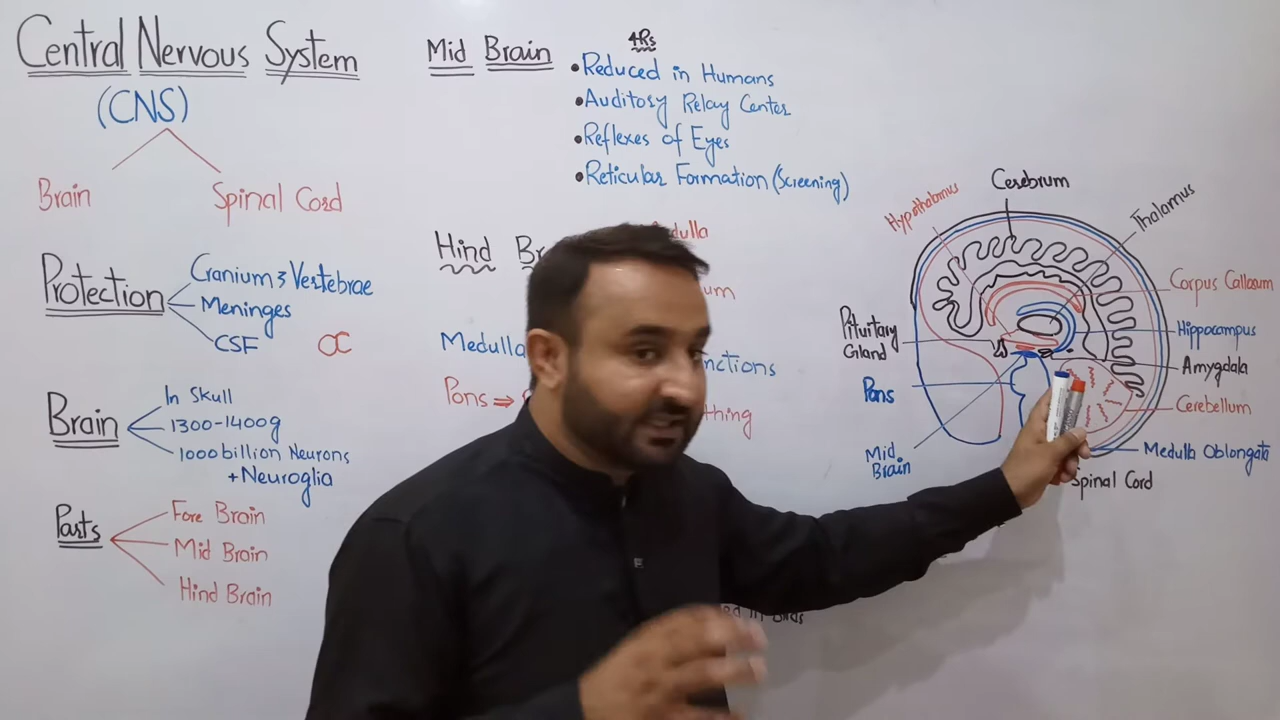 Central Nervous System
(CNS)
Brain
Spinal Cord
Protection
Cranium & Vertebrae
Meninges
CSF
Brain
In Skull
1300-1400g
1000 billion Neurons
+ Neuroglia
Parts
Fore Brain
Mid Brain
Hind Brain
Mid Brain
4Rs
• Reduced in Humans
• Auditory Relay Center
• Reflexes of Eyes
• Reticular Formation (Screening)
Hind
Medulla
Pons ⇒
Hypothalamus
Cerebrum
Thalamus
Corpus Callosum
Hippocampus
Amygdala
Cerebellum
Medulla Oblongata
Spinal Cord
Pituitary
Gland
Pons
Mid
Brain